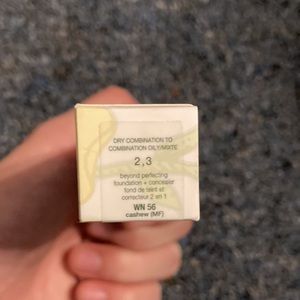 DRY COMBINATION TO
COMBINATION OILY/MIXTE
2,3
beyond perfecting
foundation + concealer
fond de teint et
correcteur 2 en 1
WN 56
cashew (MF)